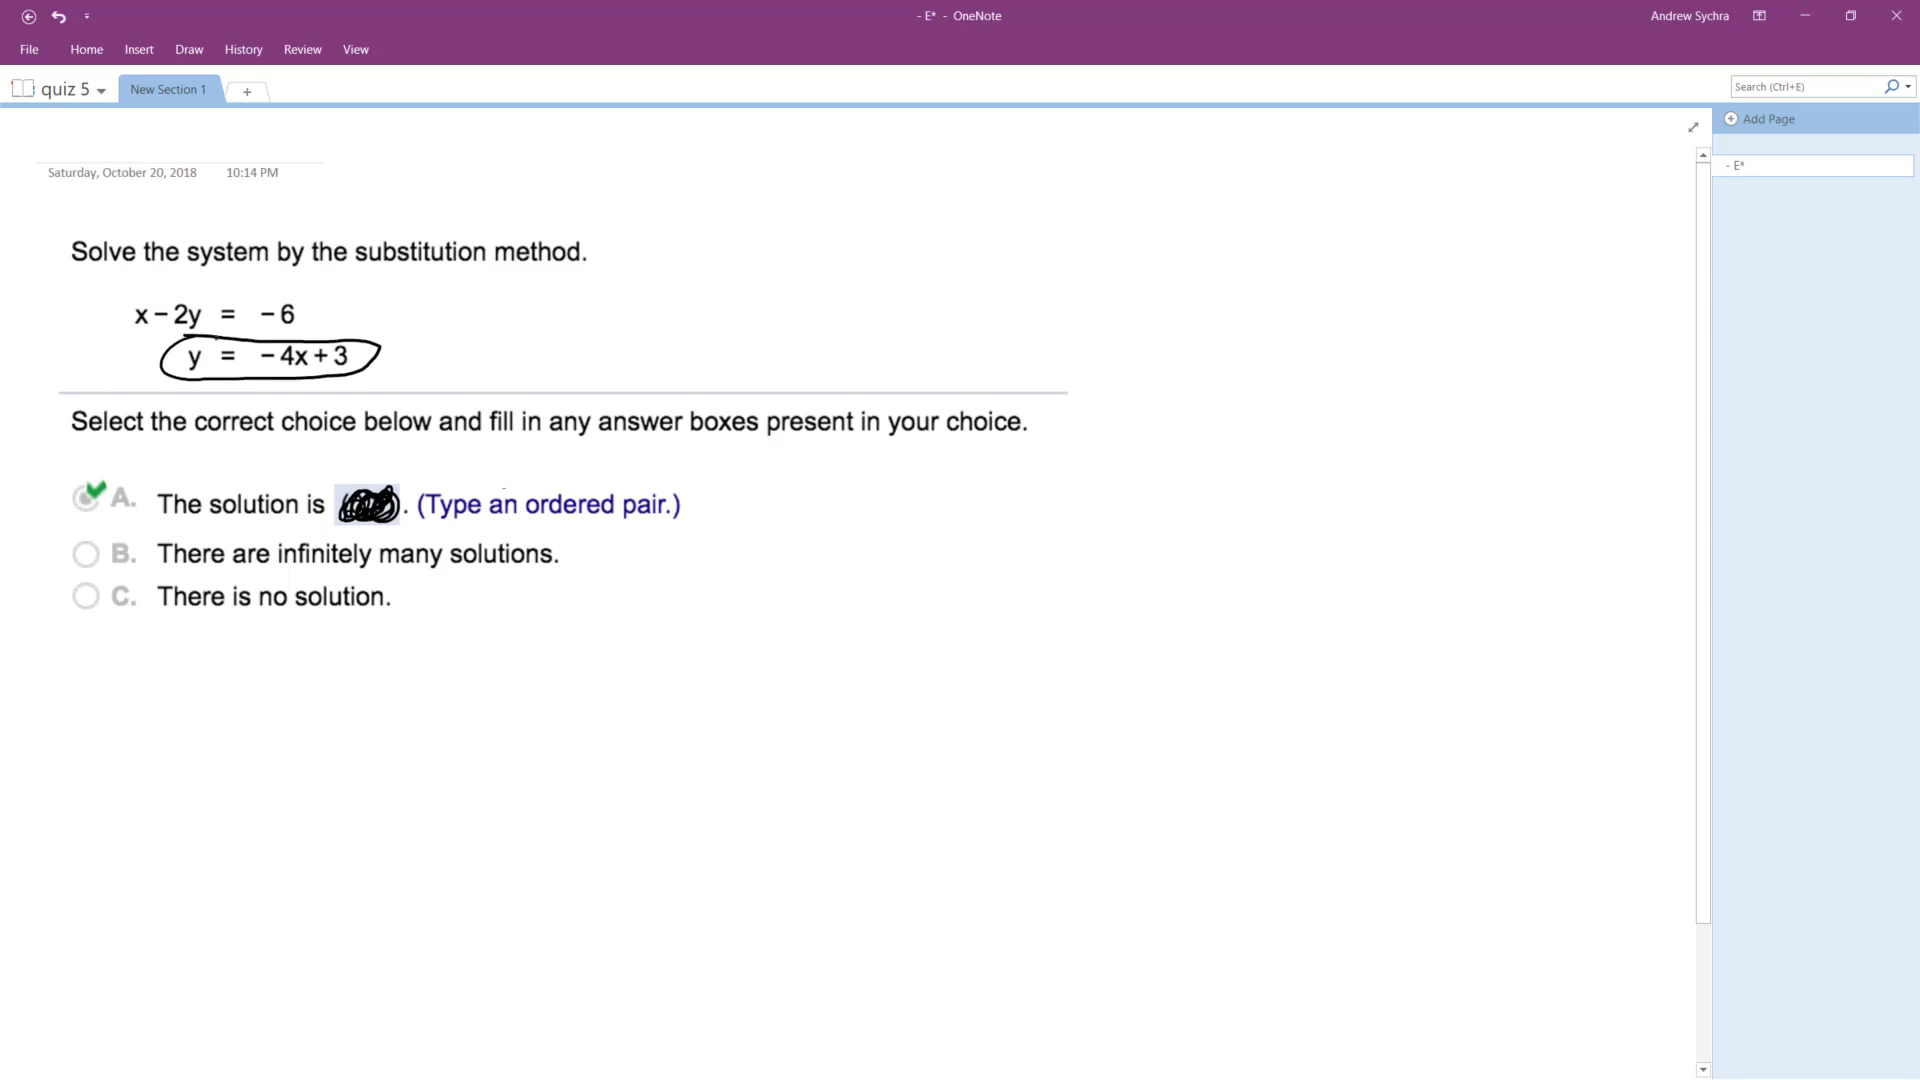 - E* - OneNote
Andrew Sychra
File Home Insert Draw History Review View
quiz 5 New Section 1 +
Search (Ctrl+E)
Add Page
- E*
Saturday, October 20, 2018 10:14 PM
Solve the system by the substitution method.
x − 2y = − 6
y = − 4x + 3
Select the correct choice below and fill in any answer boxes present in your choice.
A. The solution is . (Type an ordered pair.)
B. There are infinitely many solutions.
C. There is no solution.